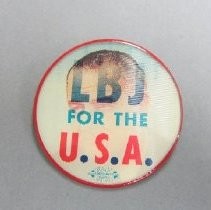 LBJ
FOR THE
U.S.A.